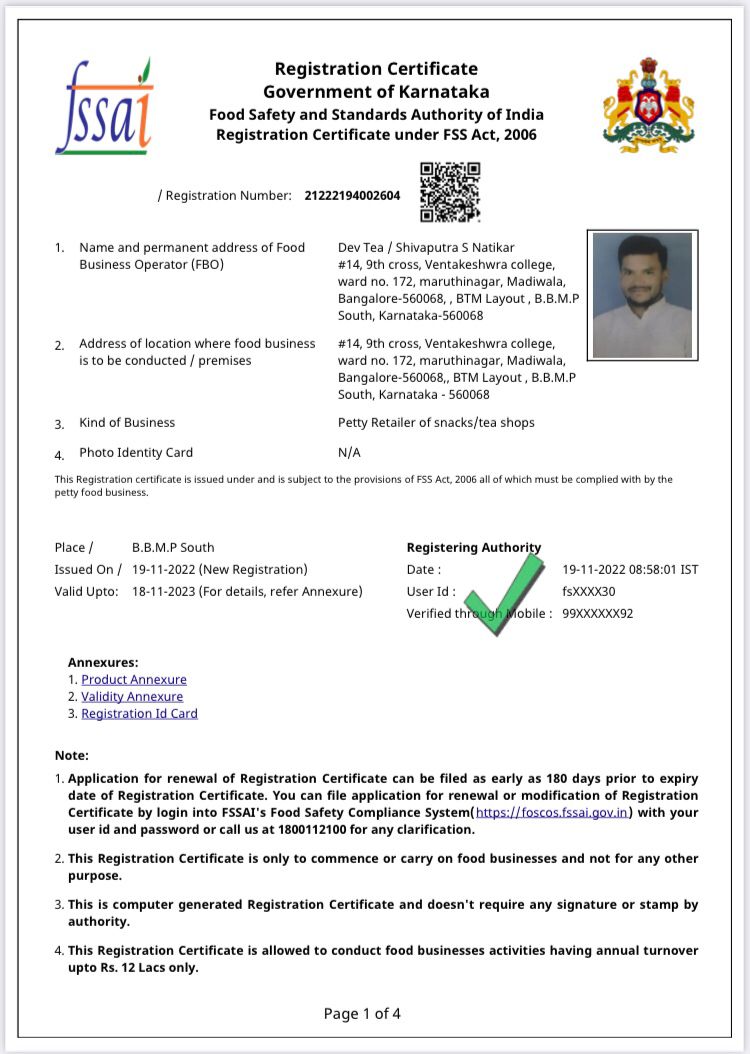 fssai
Registration Certificate
Government of Karnataka
Food Safety and Standards Authority of India
Registration Certificate under FSS Act, 2006
/ Registration Number: 21222194002604
1. Name and permanent address of Food Business Operator (FBO)
Dev Tea / Shivaputra S Natikar
#14, 9th cross, Ventakeshwra college,
ward no. 172, maruthinagar, Madiwala,
Bangalore-560068, , BTM Layout , B.B.M.P
South, Karnataka-560068
2. Address of location where food business is to be conducted / premises
#14, 9th cross, Ventakeshwra college,
ward no. 172, maruthinagar, Madiwala,
Bangalore-560068,, BTM Layout , B.B.M.P
South, Karnataka - 560068
3. Kind of Business Petty Retailer of snacks/tea shops
4. Photo Identity Card N/A
This Registration certificate is issued under and is subject to the provisions of FSS Act, 2006 all of which must be complied with by the
petty food business.
Place / B.B.M.P South
Issued On / 19-11-2022 (New Registration)
Valid Upto: 18-11-2023 (For details, refer Annexure)
Registering Authority
Date : 19-11-2022 08:58:01 IST
User Id : fsXXXX30
Verified through Mobile : 99XXXXXX92
Annexures:
1. Product Annexure
2. Validity Annexure
3. Registration Id Card
Note:
1. Application for renewal of Registration Certificate can be filed as early as 180 days prior to expiry
date of Registration Certificate. You can file application for renewal or modification of Registration
Certificate by login into FSSAI's Food Safety Compliance System(https://foscos.fssai.gov.in) with your
user id and password or call us at 1800112100 for any clarification.
2. This Registration Certificate is only to commence or carry on food businesses and not for any other
purpose.
3. This is computer generated Registration Certificate and doesn't require any signature or stamp by
authority.
4. This Registration Certificate is allowed to conduct food businesses activities having annual turnover
upto Rs. 12 Lacs only.
Page 1 of 4